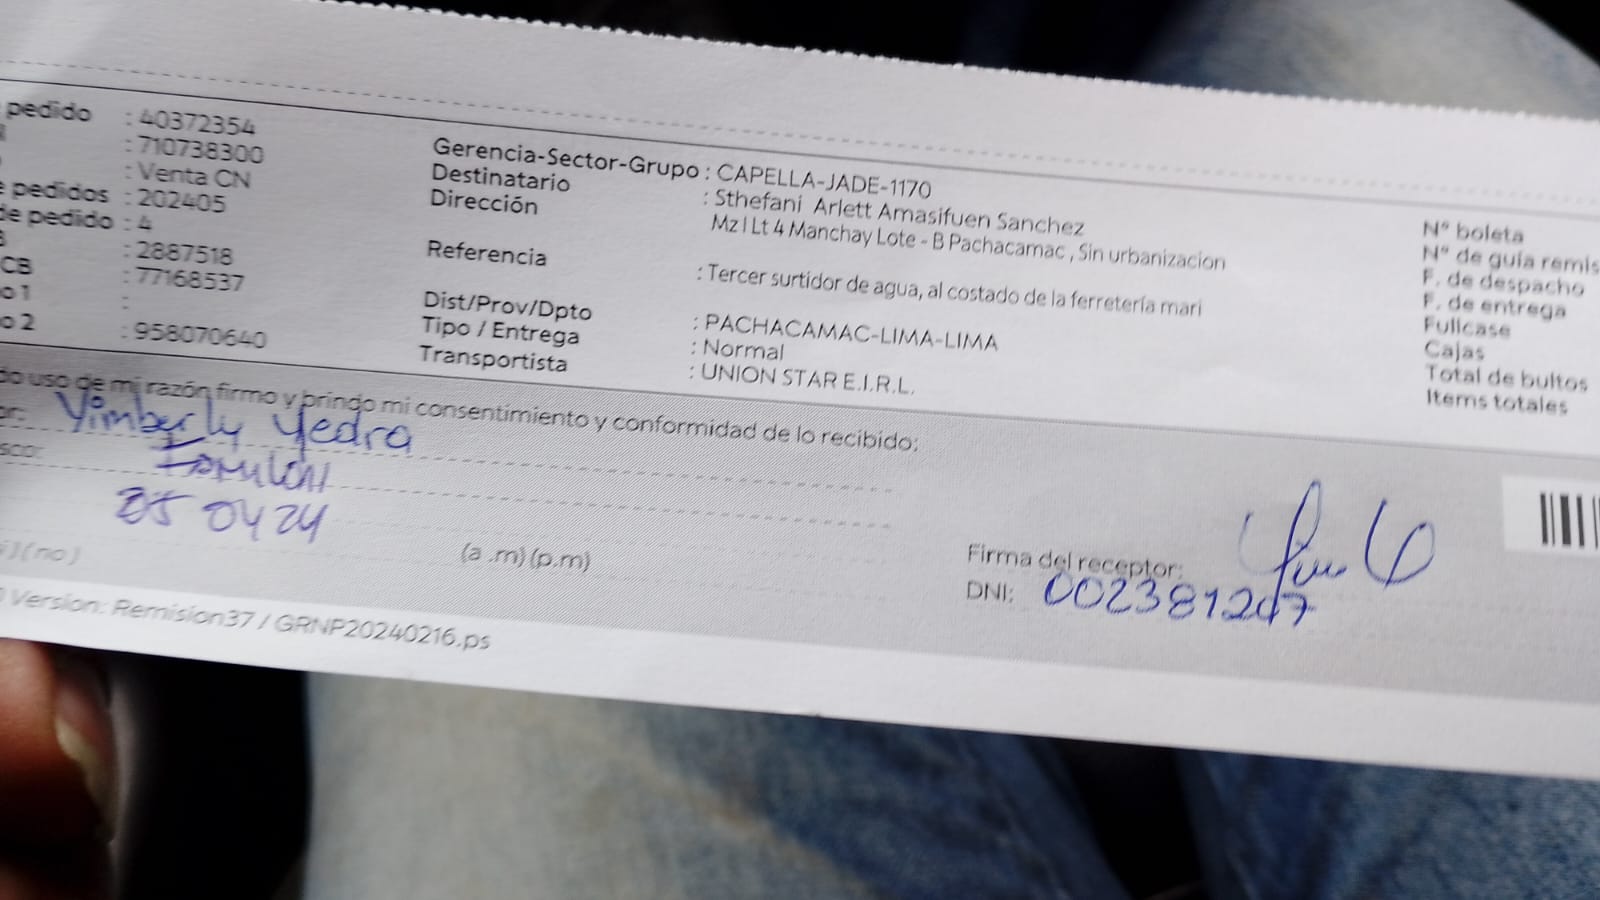 pedido : 40372354
: 710738300
: Venta CN
pedidos : 202405
de pedido : 4
: 2887518
CB : 77168537
o 1 :
o 2 : 958070640
Gerencia-Sector-Grupo : CAPELLA-JADE-1170
Destinatario : Sthefani Arlett Amasifuen Sanchez
Dirección Mz I Lt 4 Manchay Lote - B Pachacamac , Sin urbanizacion
Referencia : Tercer surtidor de agua, al costado de la ferretería mari
Dist/Prov/Dpto : PACHACAMAC-LIMA-LIMA
Tipo / Entrega : Normal
Transportista : UNION STAR E.I.R.L.
N° boleta
N° de guía remis
F. de despacho
F. de entrega
Fullcase
Cajas
Total de bultos
Items totales
do uso de mi razón firmo y brindo mi consentimiento y conformidad de lo recibido:
or: Yimberly Yedra
sco:
05 04 24
) ( no ) (a .m) (p.m)
Firma del receptor:
DNI: 002381207
Version: Remision37 / GRNP20240216.ps